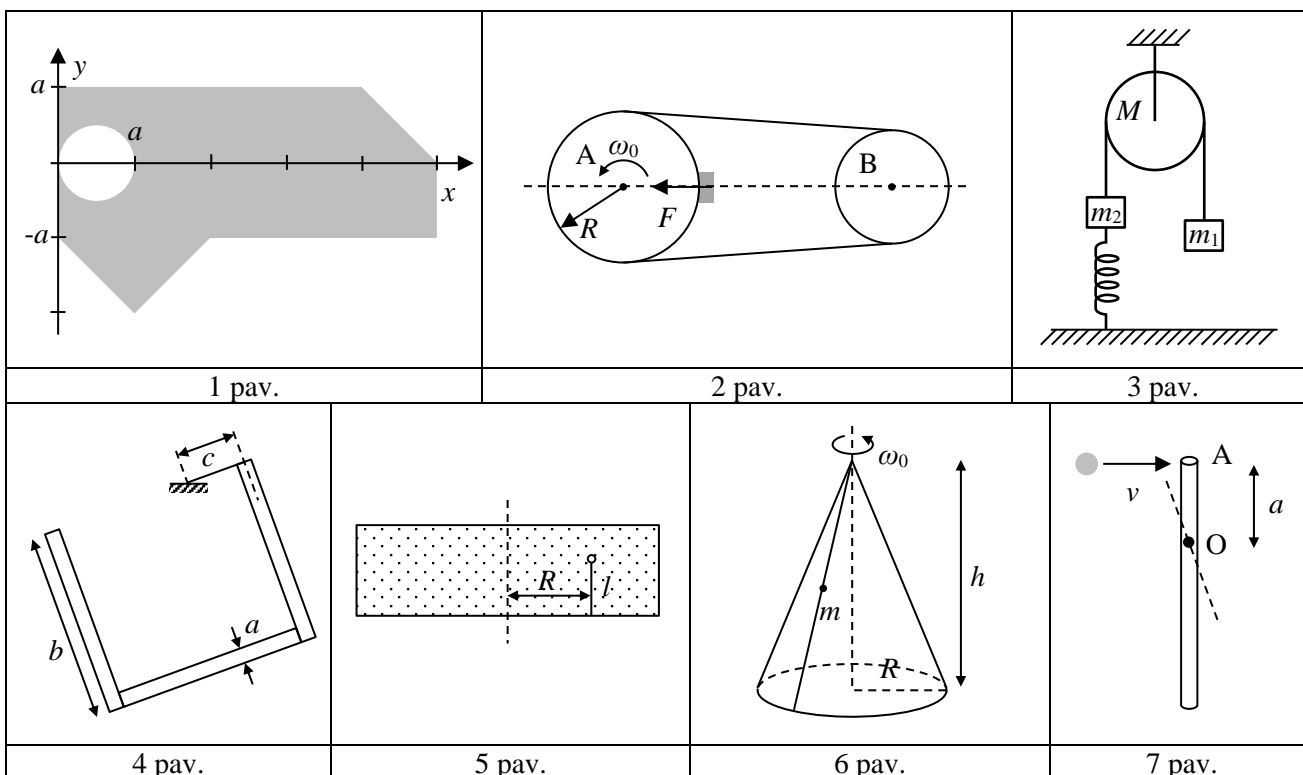 y
a
a
x
-a
1 pav.
A
ω₀
B
R
F
2 pav.
M
m₂
m₁
3 pav.
c
b
a
4 pav.
R
l
5 pav.
ω₀
h
m
R
6 pav.
A
v
a
O
7 pav.